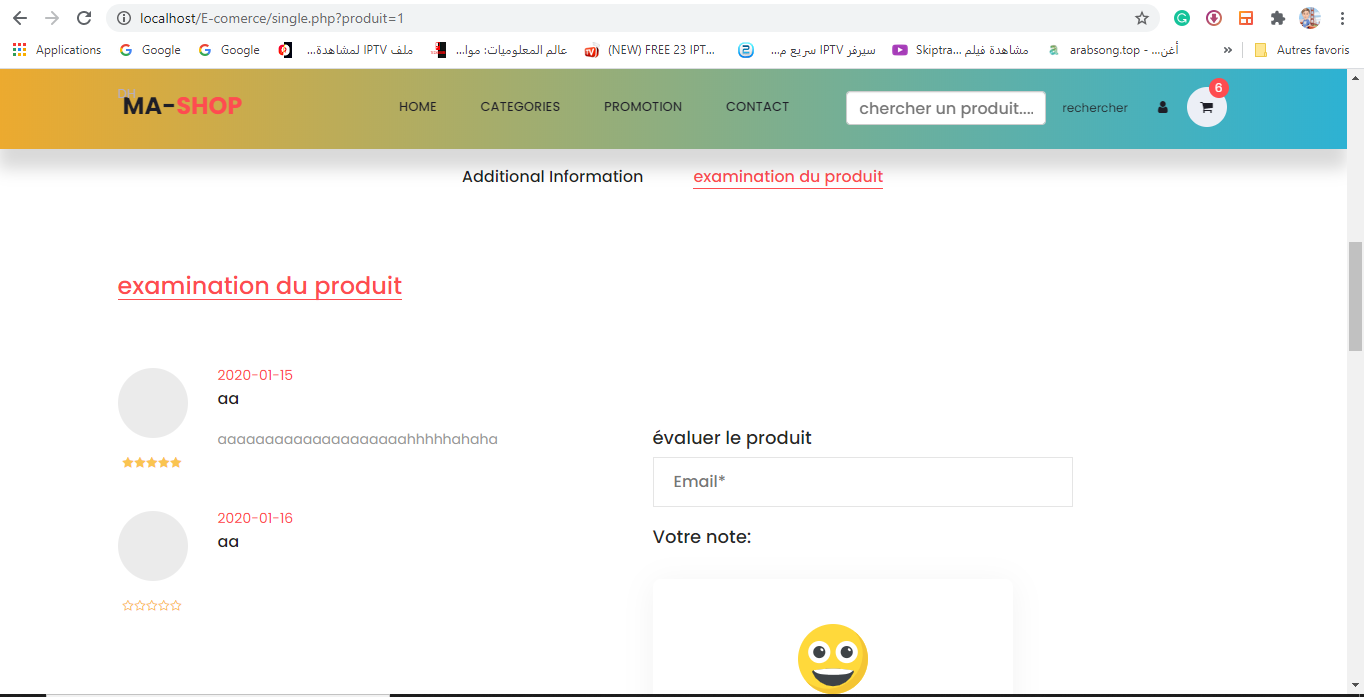 localhost/E-comerce/single.php?produit=1
Applications
Google
Google
ملف IPTV لمشاهدة...
عالم المعلوميات: موا...
(NEW) FREE 23 IPT...
سيرفر IPTV سريع م...
مشاهدة فيلم Skiptra...
arabsong.top - أغن...
»
Autres favoris
MA-SHOP
HOME
CATEGORIES
PROMOTION
CONTACT
chercher un produit....
rechercher
6
Additional Information
examination du produit
examination du produit
2020-01-15
aa
aaaaaaaaaaaaaaaaaaaahhhhhahaha
évaluer le produit
Email*
2020-01-16
aa
Votre note: